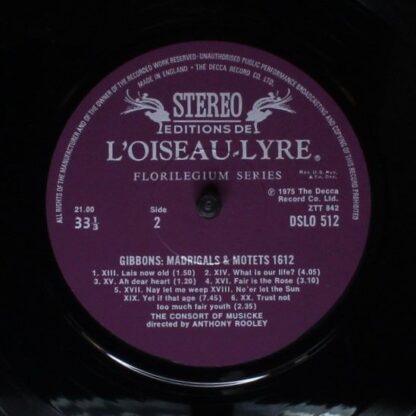 ALL RIGHTS OF THE MANUFACTURER AND OF THE OWNER OF THE RECORDED WORK RESERVED · UNAUTHORISED PUBLIC PERFORMANCE BROADCASTING AND COPYING OF THIS RECORD PROHIBITED
MADE IN ENGLAND · THE DECCA RECORD CO. LTD.
STEREO
EDITIONS DE
L'OISEAU-LYRE®
FLORILEGIUM SERIES
21.00
33⅓
Side
2
℗ 1975 The Decca
Record Co. Ltd.
ZTT 842
DSLO 512
GIBBONS: MADRIGALS & MOTETS 1612
1. XIII. Lais now old (1.50) 2. XIV. What is our life? (4.05)
3. XV. Ah dear heart (1.20) 4. XVI. Fair is the Rose (3.10)
5. XVII. Nay let me weep XVIII. No'er let the Sun
XIX. Yet if that age (7.45) 6. XX. Trust not
too much fair youth (2.35)
THE CONSORT OF MUSICKE
directed by ANTHONY ROOLEY